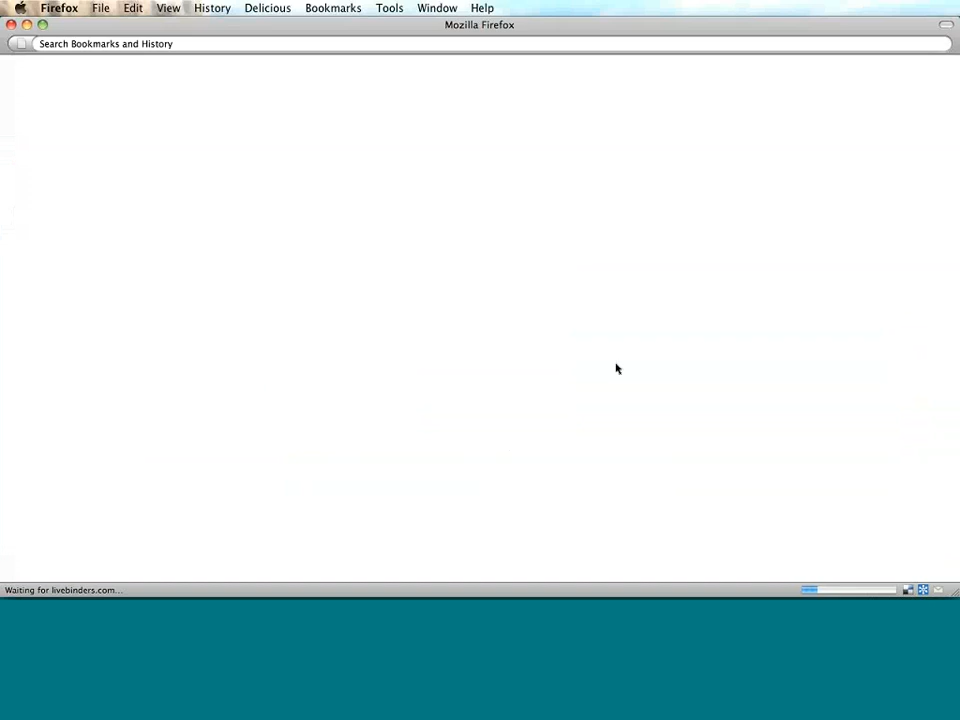 Firefox File Edit View History Delicious Bookmarks Tools Window Help
Mozilla Firefox
Search Bookmarks and History
Waiting for livebinders.com...